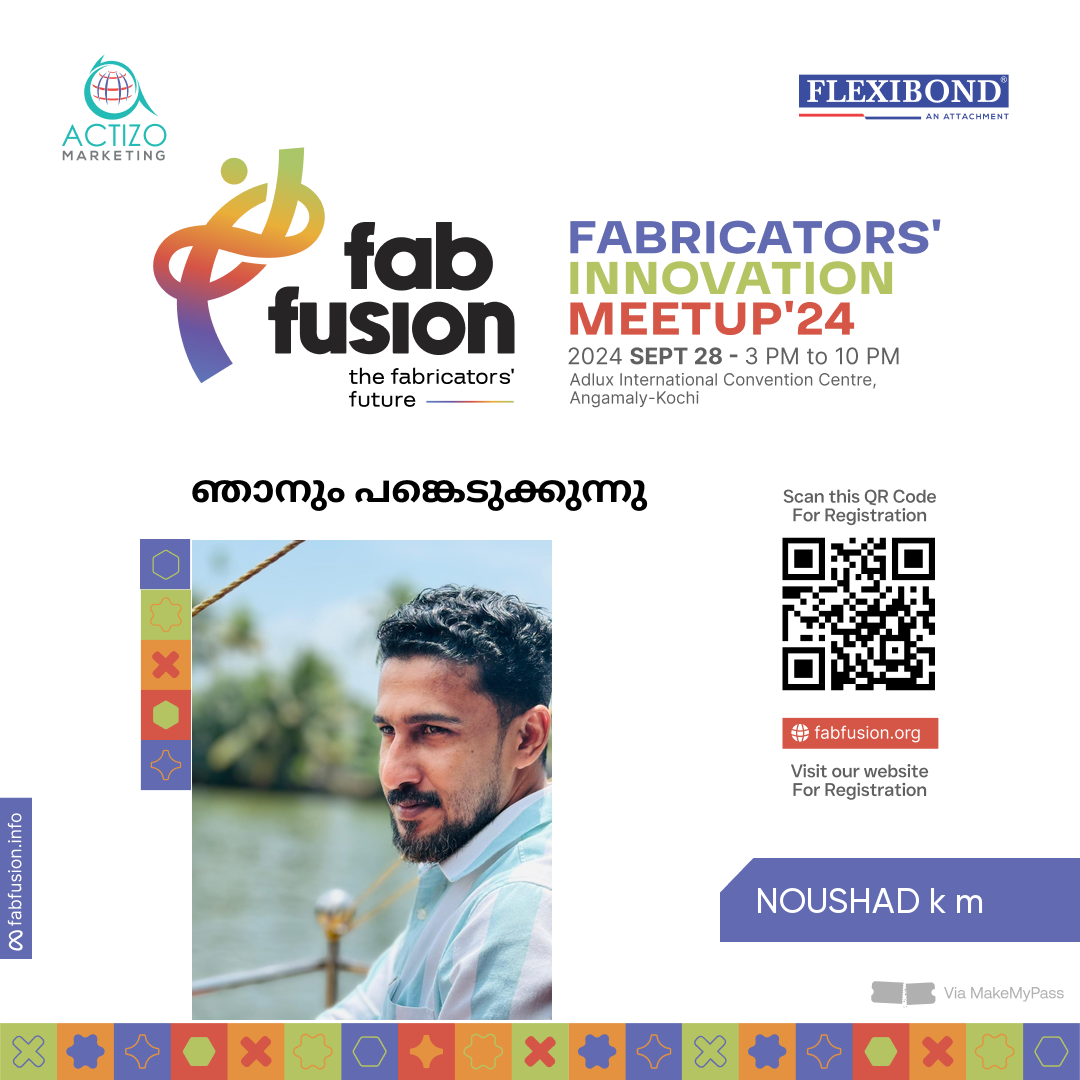 ACTIZO
MARKETING
FLEXIBOND®
AN ATTACHMENT
fab
fusion
the fabricators'
future
FABRICATORS'
INNOVATION
MEETUP'24
2024 SEPT 28 - 3 PM to 10 PM
Adlux International Convention Centre,
Angamaly-Kochi
ഞാനും പങ്കെടുക്കുന്നു
Scan this QR Code
For Registration
fabfusion.org
Visit our website
For Registration
fabfusion.info
NOUSHAD k m
Via MakeMyPass